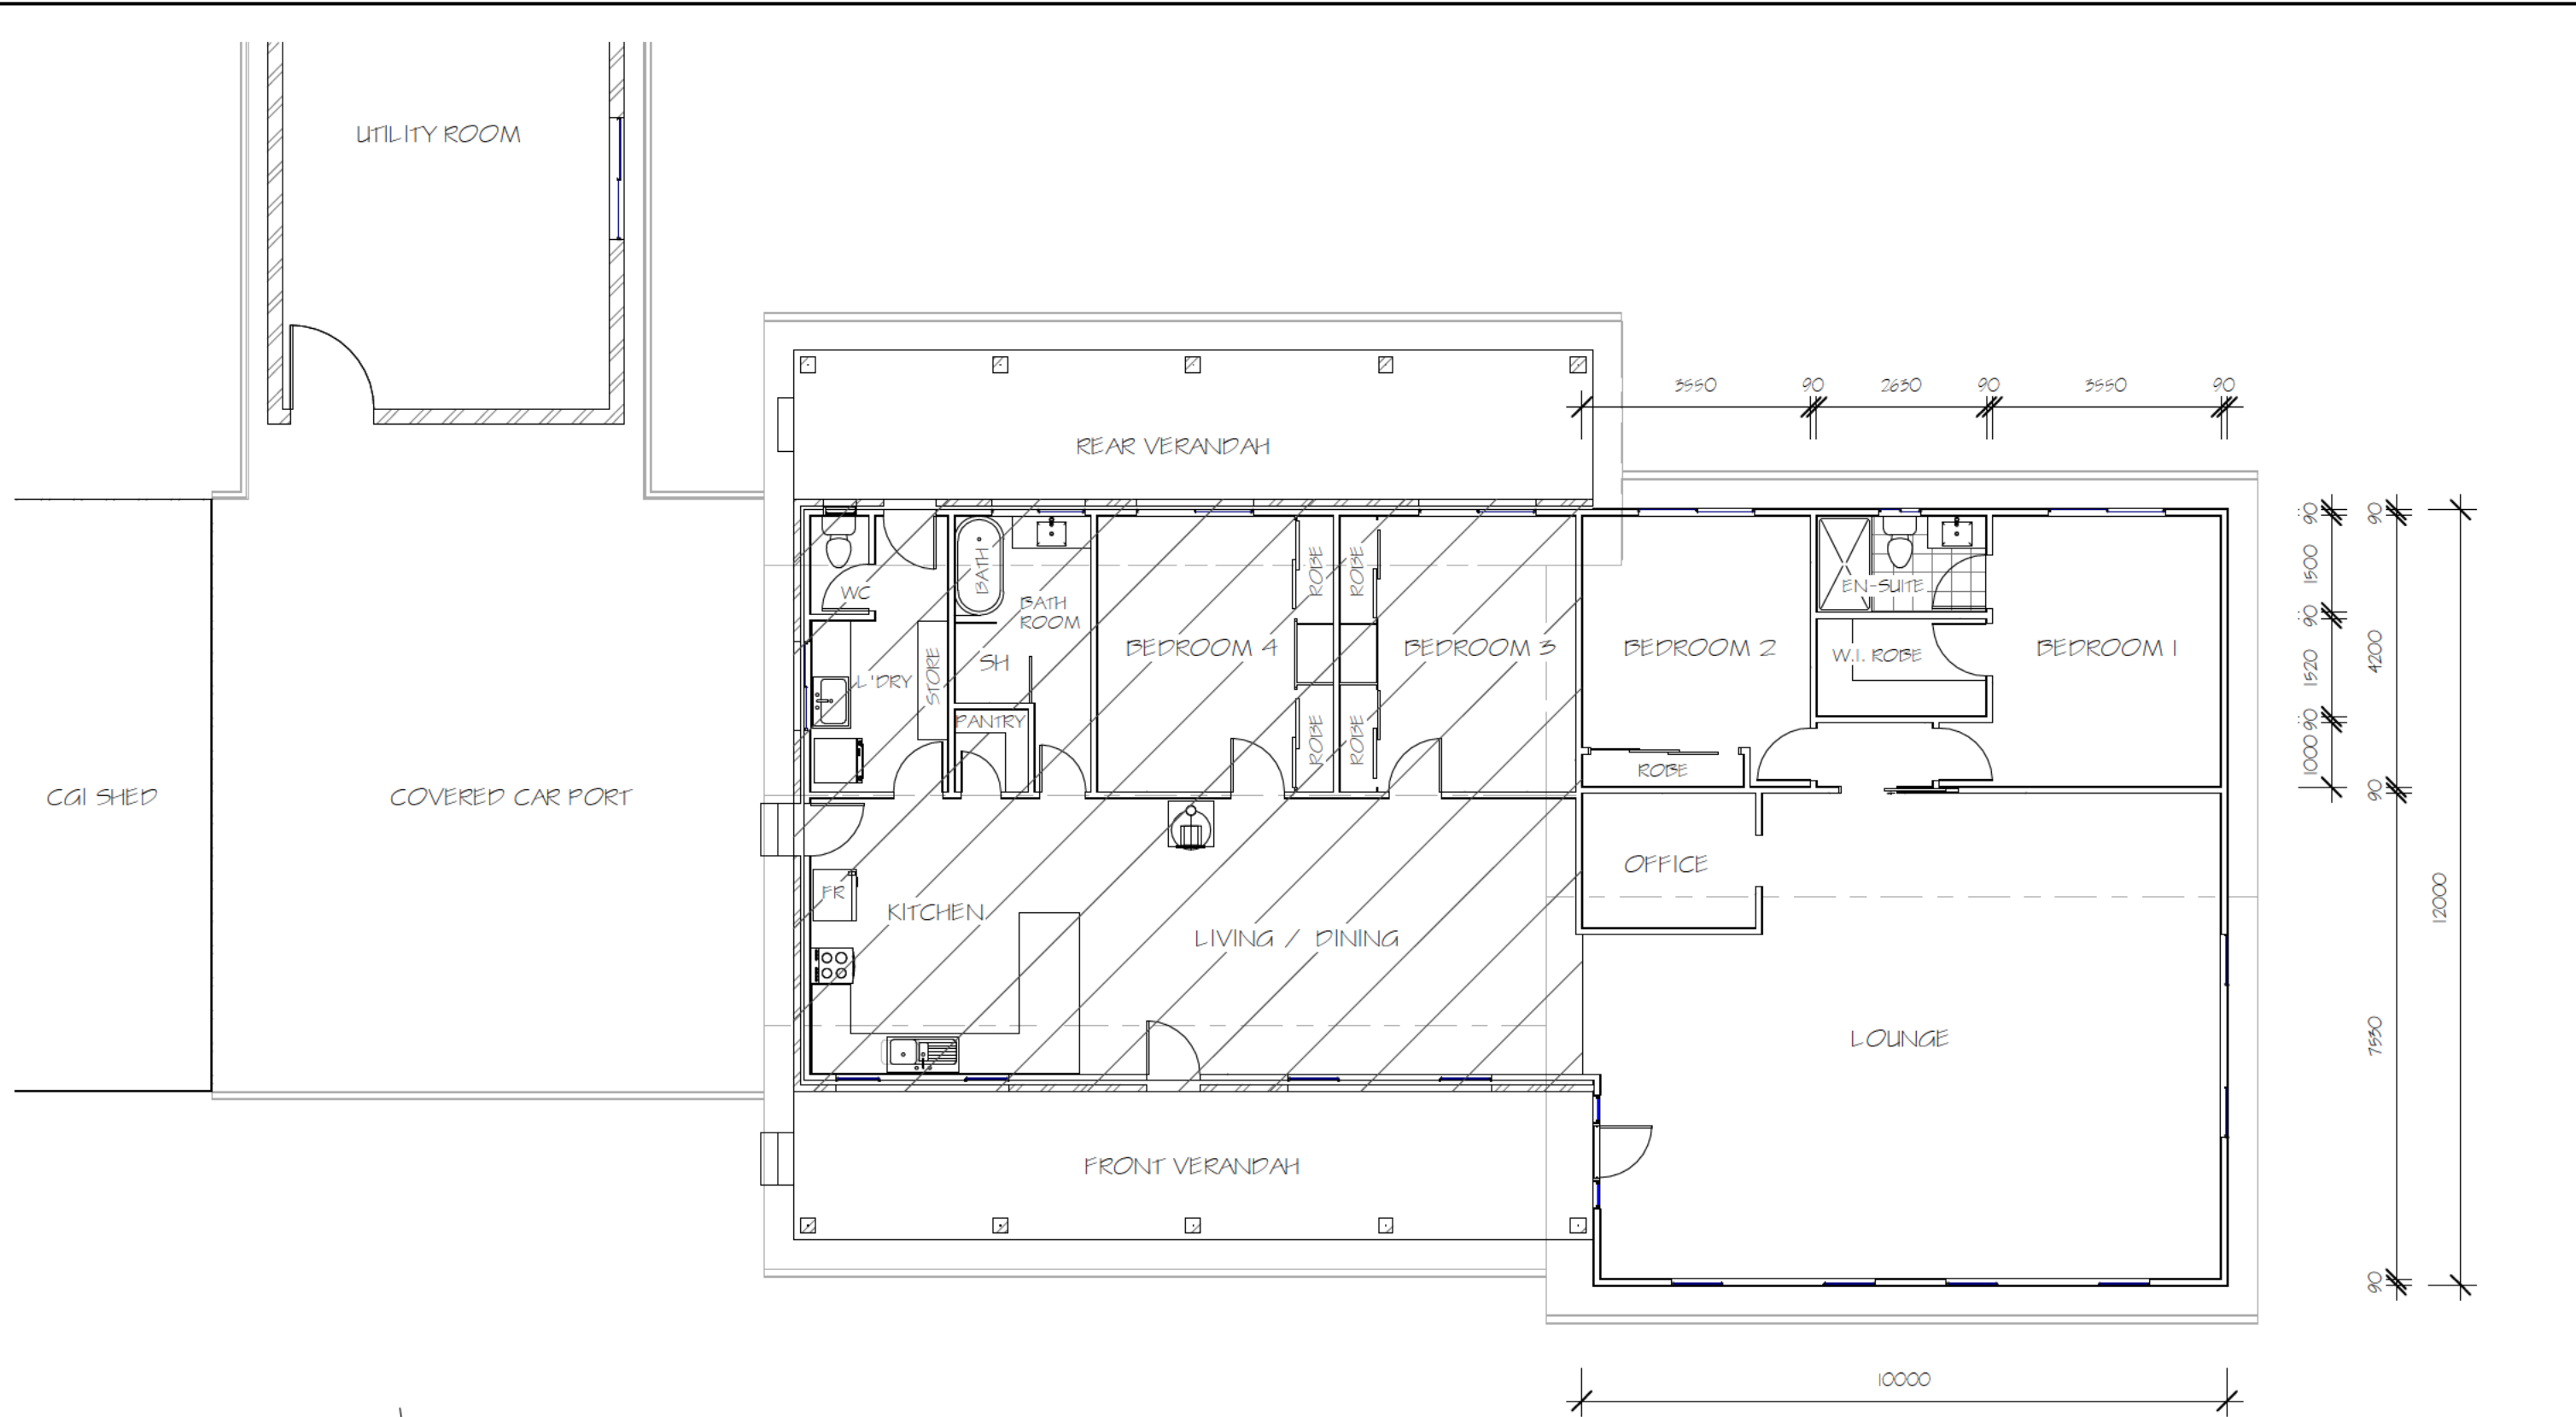 UTILITY ROOM
REAR VERANDAH
3550
90
2630
90
3550
90
WC
BATH
BATH
ROOM
SH
L'DRY
STORE
PANTRY
BEDROOM 4
ROBE
ROBE
ROBE
ROBE
BEDROOM 3
BEDROOM 2
ROBE
EN-SUITE
W.I. ROBE
BEDROOM 1
90
1500
90
1520
90
1000
90
4200
90
7530
90
12000
CGI SHED
COVERED CAR PORT
FR
KITCHEN
LIVING / DINING
OFFICE
LOUNGE
FRONT VERANDAH
10000